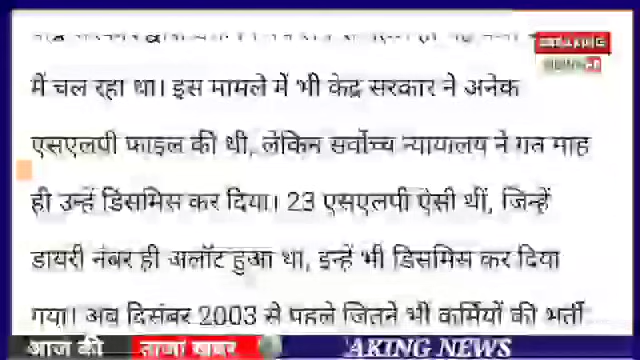 में चल रहा था। इस मामले में भी केंद्र सरकार ने अनेक
एसएलपी फाइल की थी, लेकिन सर्वोच्च न्यायालय ने गत माह
ही उन्हें डिसमिस कर दिया। 23 एसएलपी ऐसी थीं, जिन्हें
डायरी नंबर ही अलॉट हुआ था, इन्हें भी डिसमिस कर दिया
गया। अब दिसंबर 2003 से पहले जितने भी कर्मियों की भर्ती
आज की ताजा खबर AKING NEWS